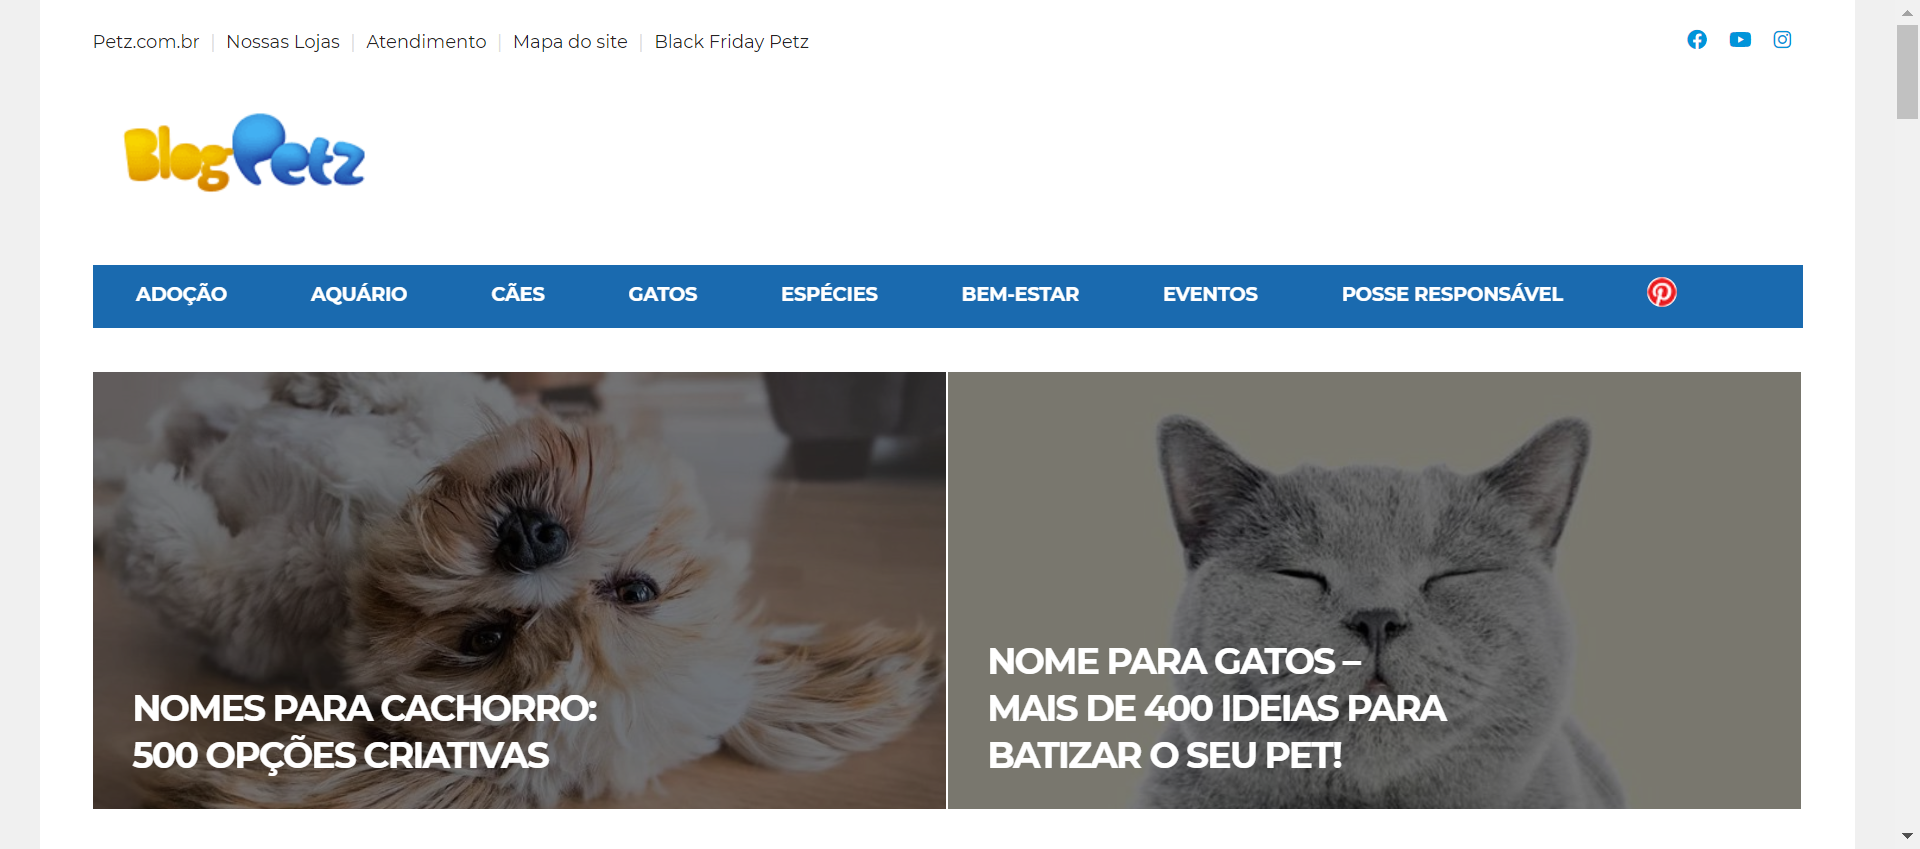 Petz.com.br | Nossas Lojas | Atendimento | Mapa do site | Black Friday Petz
BlogPetz
ADOÇÃO AQUÁRIO CÃES GATOS ESPÉCIES BEM-ESTAR EVENTOS POSSE RESPONSÁVEL
NOMES PARA CACHORRO:
500 OPÇÕES CRIATIVAS
NOME PARA GATOS –
MAIS DE 400 IDEIAS PARA
BATIZAR O SEU PET!